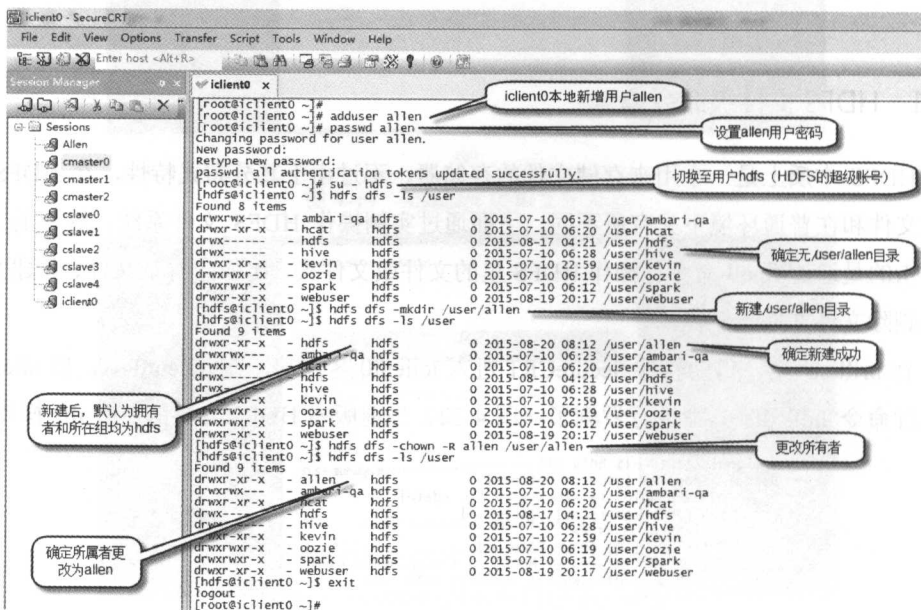 iclient0 - SecureCRT
File Edit View Options Transfer Script Tools Window Help
Enter host <Alt+R>
Session Manager
iclient0 x
Sessions
Allen
cmaster0
cmaster1
cmaster2
cslave0
cslave1
cslave2
cslave3
cslave4
iclient0
[root@iclient0 ~]#
[root@iclient0 ~]# adduser allen
[root@iclient0 ~]# passwd allen
Changing password for user allen.
New password:
Retype new password:
passwd: all authentication tokens updated successfully.
[root@iclient0 ~]# su - hdfs
[hdfs@iclient0 ~]$ hdfs dfs -ls /user
Found 8 items
drwxrwx--- - ambari-qa hdfs 0 2015-07-10 06:23 /user/ambari-qa
drwxr-xr-x - hcat hdfs 0 2015-07-10 06:20 /user/hcat
drwx------ - hdfs hdfs 0 2015-08-17 04:21 /user/hdfs
drwx------ - hive hdfs 0 2015-07-10 06:28 /user/hive
drwxr-xr-x - kevin hdfs 0 2015-07-10 22:59 /user/kevin
drwxrwxr-x - oozie hdfs 0 2015-07-10 06:19 /user/oozie
drwxrwxr-x - spark hdfs 0 2015-07-10 06:12 /user/spark
drwxr-xr-x - webuser hdfs 0 2015-08-19 20:17 /user/webuser
[hdfs@iclient0 ~]$ hdfs dfs -mkdir /user/allen
[hdfs@iclient0 ~]$ hdfs dfs -ls /user
Found 9 items
drwxr-xr-x - hdfs hdfs 0 2015-08-20 08:12 /user/allen
drwxrwx--- - ambari-qa hdfs 0 2015-07-10 06:23 /user/ambari-qa
drwxr-xr-x - hcat hdfs 0 2015-07-10 06:20 /user/hcat
drwx------ - hdfs hdfs 0 2015-08-17 04:21 /user/hdfs
drwx------ - hive hdfs 0 2015-07-10 06:28 /user/hive
drwxr-xr-x - kevin hdfs 0 2015-07-10 22:59 /user/kevin
drwxrwxr-x - oozie hdfs 0 2015-07-10 06:19 /user/oozie
drwxrwxr-x - spark hdfs 0 2015-07-10 06:12 /user/spark
drwxr-xr-x - webuser hdfs 0 2015-08-19 20:17 /user/webuser
[hdfs@iclient0 ~]$ hdfs dfs -chown -R allen /user/allen
[hdfs@iclient0 ~]$ hdfs dfs -ls /user
Found 9 items
drwxr-xr-x - allen hdfs 0 2015-08-20 08:12 /user/allen
drwxrwx--- - ambari-qa hdfs 0 2015-07-10 06:23 /user/ambari-qa
drwxr-xr-x - hcat hdfs 0 2015-07-10 06:20 /user/hcat
drwx------ - hdfs hdfs 0 2015-08-17 04:21 /user/hdfs
drwx------ - hive hdfs 0 2015-07-10 06:28 /user/hive
drwxr-xr-x - kevin hdfs 0 2015-07-10 22:59 /user/kevin
drwxrwxr-x - oozie hdfs 0 2015-07-10 06:19 /user/oozie
drwxrwxr-x - spark hdfs 0 2015-07-10 06:12 /user/spark
drwxr-xr-x - webuser hdfs 0 2015-08-19 20:17 /user/webuser
[hdfs@iclient0 ~]$ exit
logout
[root@iclient0 ~]#
iclient0本地新增用户allen
设置allen用户密码
切换至用户hdfs（HDFS的超级账号）
确定无/user/allen目录
新建/user/allen目录
确定新建成功
新建后，默认为拥有
者和所在组均为hdfs
更改所有者
确定所属者更
改为allen